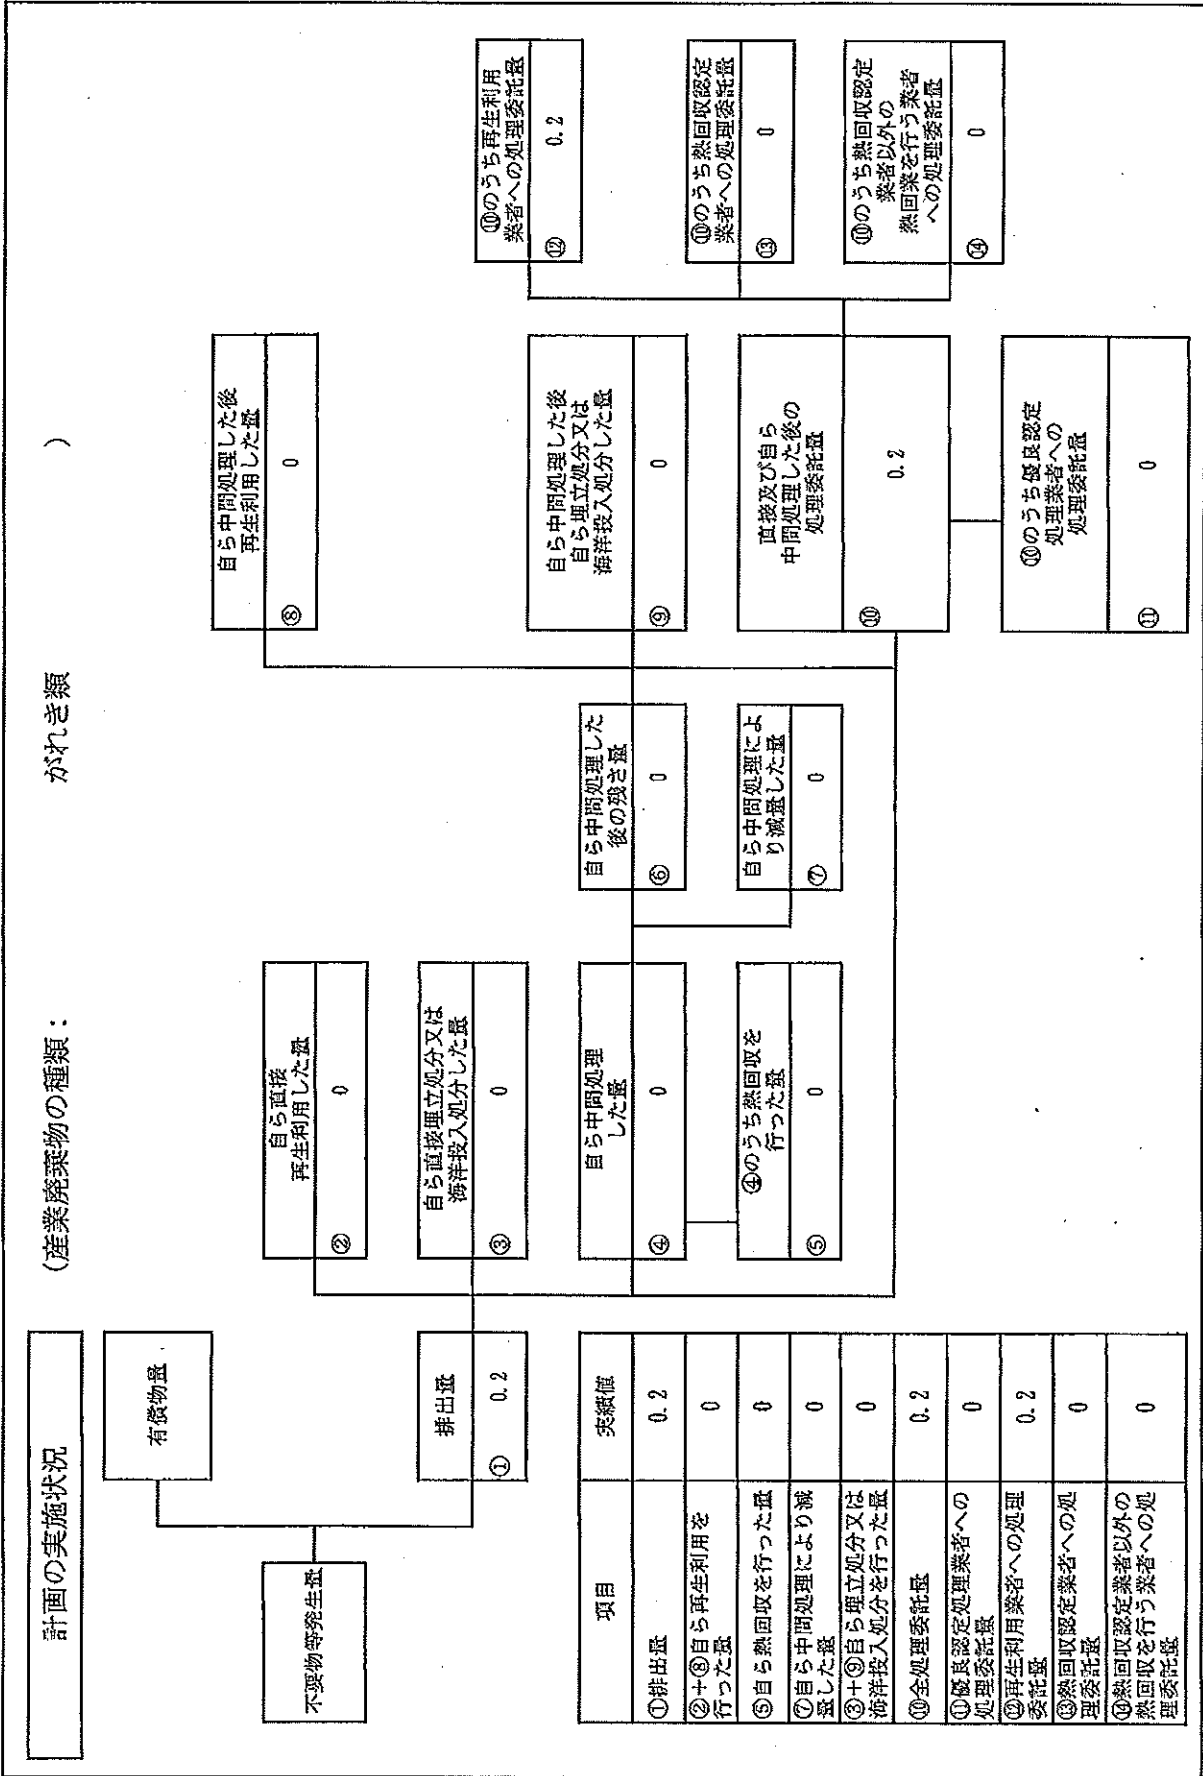 計画の実施状況
(産業廃棄物の種類: がれき類 )
有償物量
不要物等発生量
排出量
① 0.2
自ら直接
再生利用した量
② 0
自ら直接埋立処分又は
海洋投入処分した量
③ 0
自ら中間処理
した量
④ 0
④のうち熱回収を
行った量
⑤ 0
自ら中間処理した
後の残さ量
⑥ 0
自ら中間処理によ
り減量した量
⑦ 0
自ら中間処理した後
再生利用した量
⑧ 0
自ら中間処理した後
自ら埋立処分又は
海洋投入処分した量
⑨ 0
直接及び自ら
中間処理した後の
処理委託量
⑩ 0.2
⑩のうち優良認定
処理業者への
処理委託量
⑪ 0
⑩のうち再生利用
業者への処理委託量
⑫ 0.2
⑩のうち熱回収認定
業者への処理委託量
⑬ 0
⑩のうち熱回収認定
業者以外の
熱回業を行う業者
への処理委託量
⑭ 0
項目 実績値
①排出量 0.2
②+⑧自ら再生利用を
行った量 0
⑤自ら熱回収を行った量 0
⑦自ら中間処理により減
量した量 0
③+⑨自ら埋立処分又は
海洋投入処分を行った量 0
⑩全処理委託量 0.2
⑪優良認定処理業者への
処理委託量 0
⑫再生利用業者への処理
委託量 0.2
⑬熱回収認定業者への処
理委託量 0
⑭熱回収認定業者以外の
熱回収を行う業者への処
理委託量 0